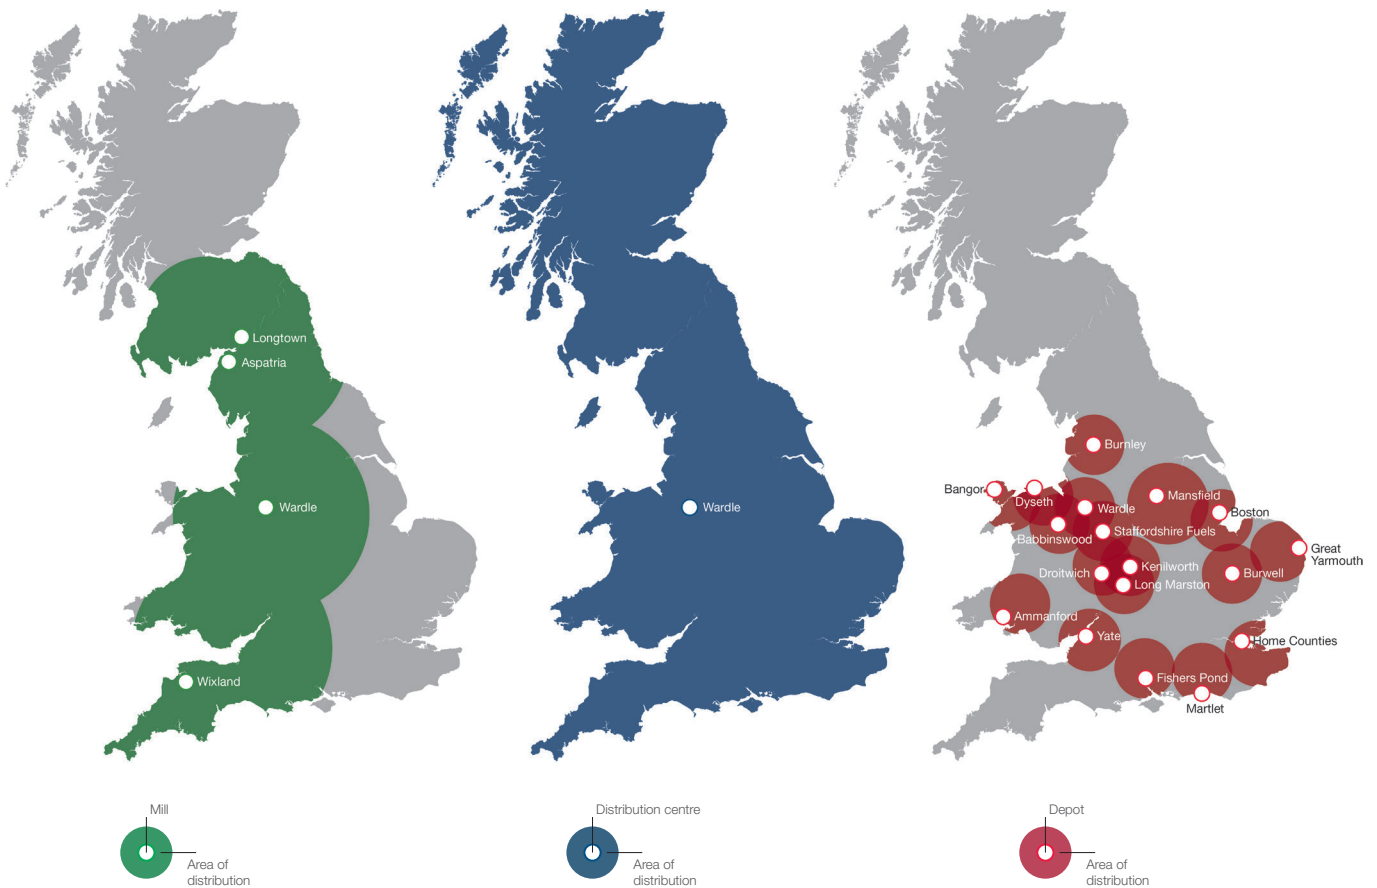 Longtown
Aspatria
Wardle
Wixland
Mill
Area of
distribution
Wardle
Distribution centre
Area of
distribution
Burnley
Bangor
Dyseth
Wardle
Mansfield
Boston
Babbinswood
Staffordshire Fuels
Great
Yarmouth
Droitwich
Kenilworth
Burwell
Long Marston
Ammanford
Yate
Home Counties
Fishers Pond
Martlet
Depot
Area of
distribution